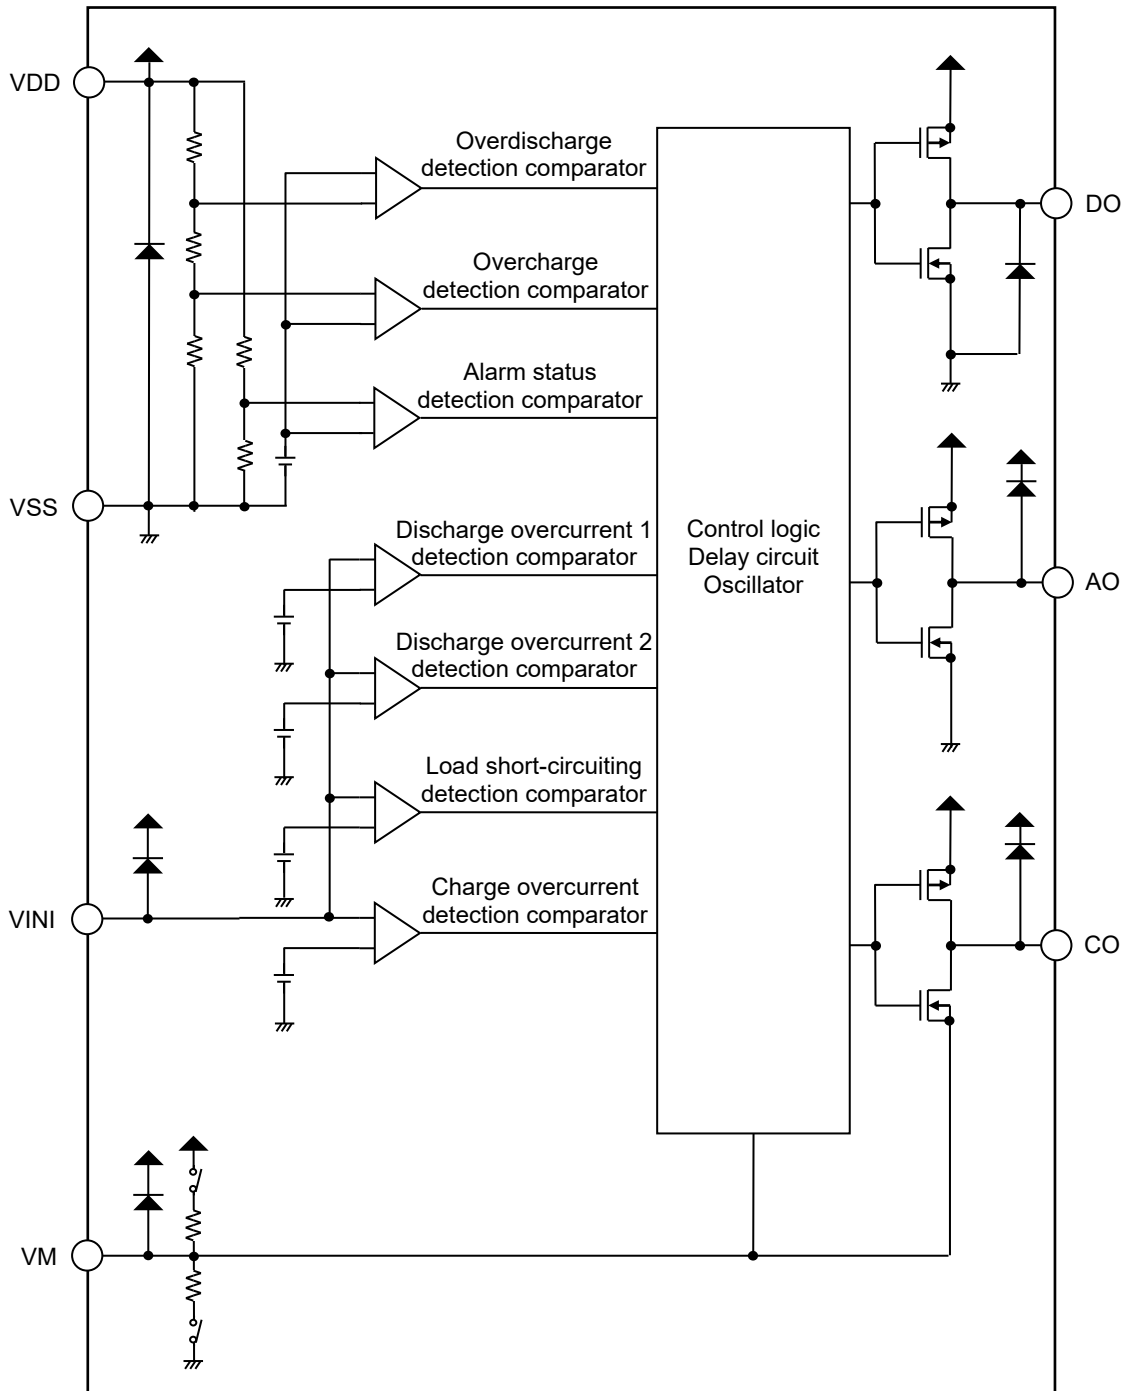 VDD
Overdischarge
detection comparator
DO
Overcharge
detection comparator
Alarm status
detection comparator
VSS
Discharge overcurrent 1
detection comparator
Control logic
Delay circuit
Oscillator
AO
Discharge overcurrent 2
detection comparator
Load short-circuiting
detection comparator
Charge overcurrent
detection comparator
VINI
CO
VM